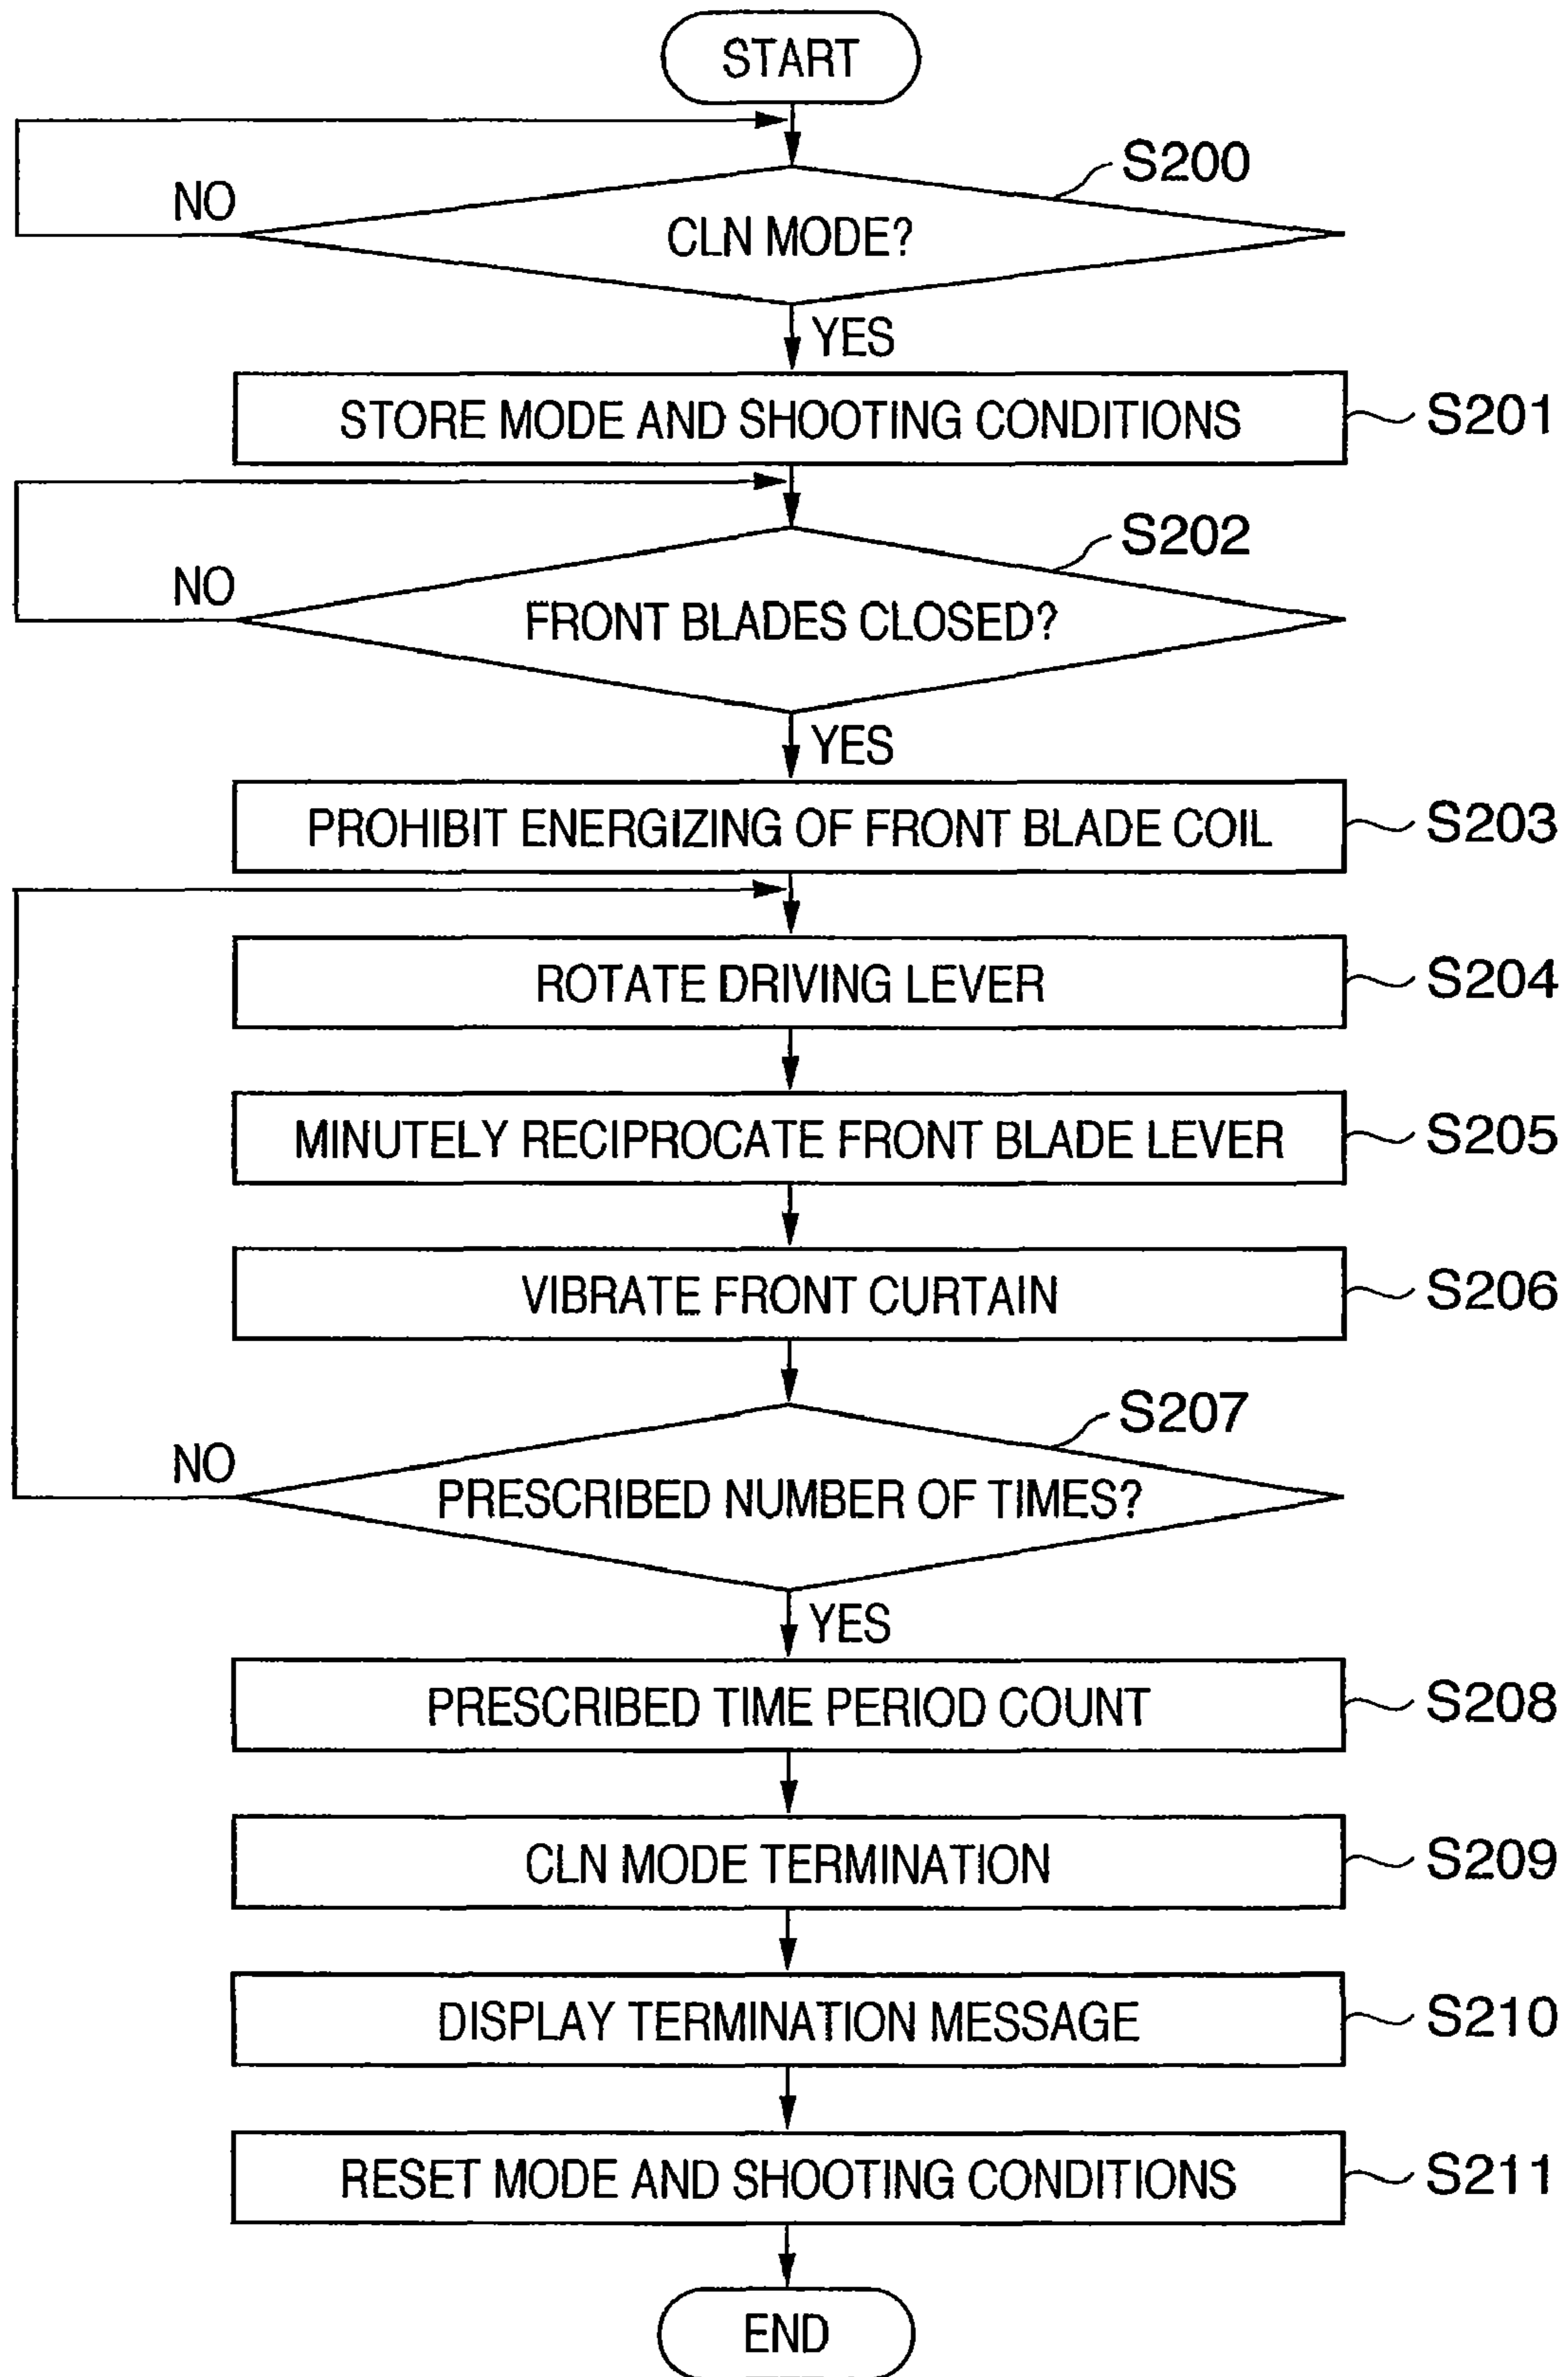 START
S200
NO
CLN MODE?
YES
STORE MODE AND SHOOTING CONDITIONS
S201
S202
NO
FRONT BLADES CLOSED?
YES
PROHIBIT ENERGIZING OF FRONT BLADE COIL
S203
ROTATE DRIVING LEVER
S204
MINUTELY RECIPROCATE FRONT BLADE LEVER
S205
VIBRATE FRONT CURTAIN
S206
S207
NO
PRESCRIBED NUMBER OF TIMES?
YES
PRESCRIBED TIME PERIOD COUNT
S208
CLN MODE TERMINATION
S209
DISPLAY TERMINATION MESSAGE
S210
RESET MODE AND SHOOTING CONDITIONS
S211
END